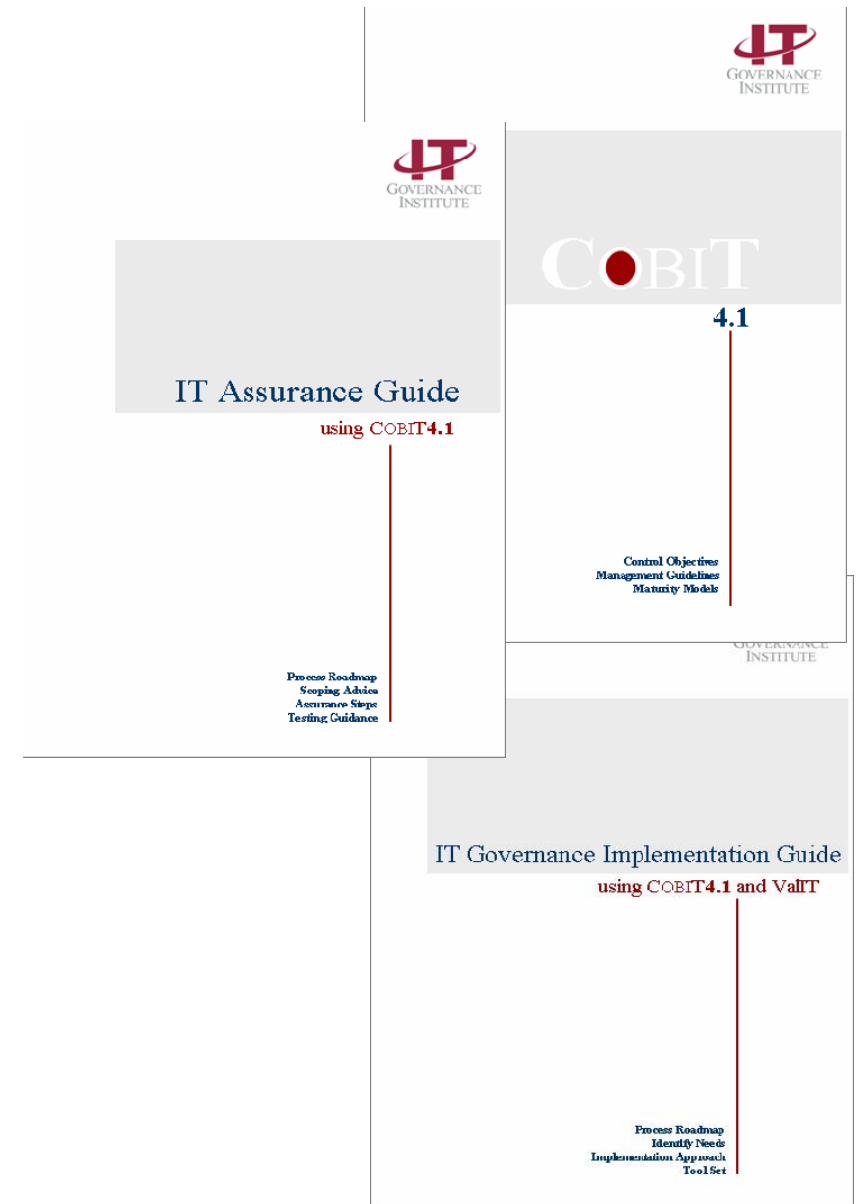 IT
GOVERNANCE
INSTITUTE
COBIT
4.1
Control Objectives
Management Guidelines
Maturity Models
IT
GOVERNANCE
INSTITUTE
IT Assurance Guide
using COBIT4.1
Process Roadmap
Scoping Advice
Assurance Steps
Testing Guidance
GOVERNANCE
INSTITUTE
IT Governance Implementation Guide
using COBIT4.1 and ValIT
Process Roadmap
Identify Needs
Implementation Approach
Tool Set